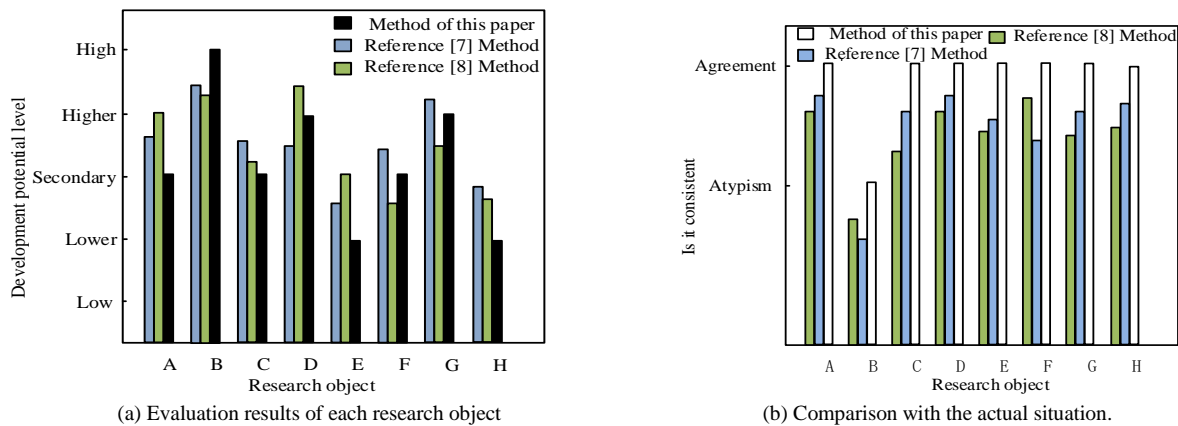 Method of this paper
Reference [7] Method
Reference [8] Method
High
Higher
Secondary
Lower
Low
Development potential level
A B C D E F G H
Research object
(a) Evaluation results of each research object
Method of this paper
Reference [8] Method
Reference [7] Method
Agreement
Atypism
Is it consistent
A B C D E F G H
Research object
(b) Comparison with the actual situation.